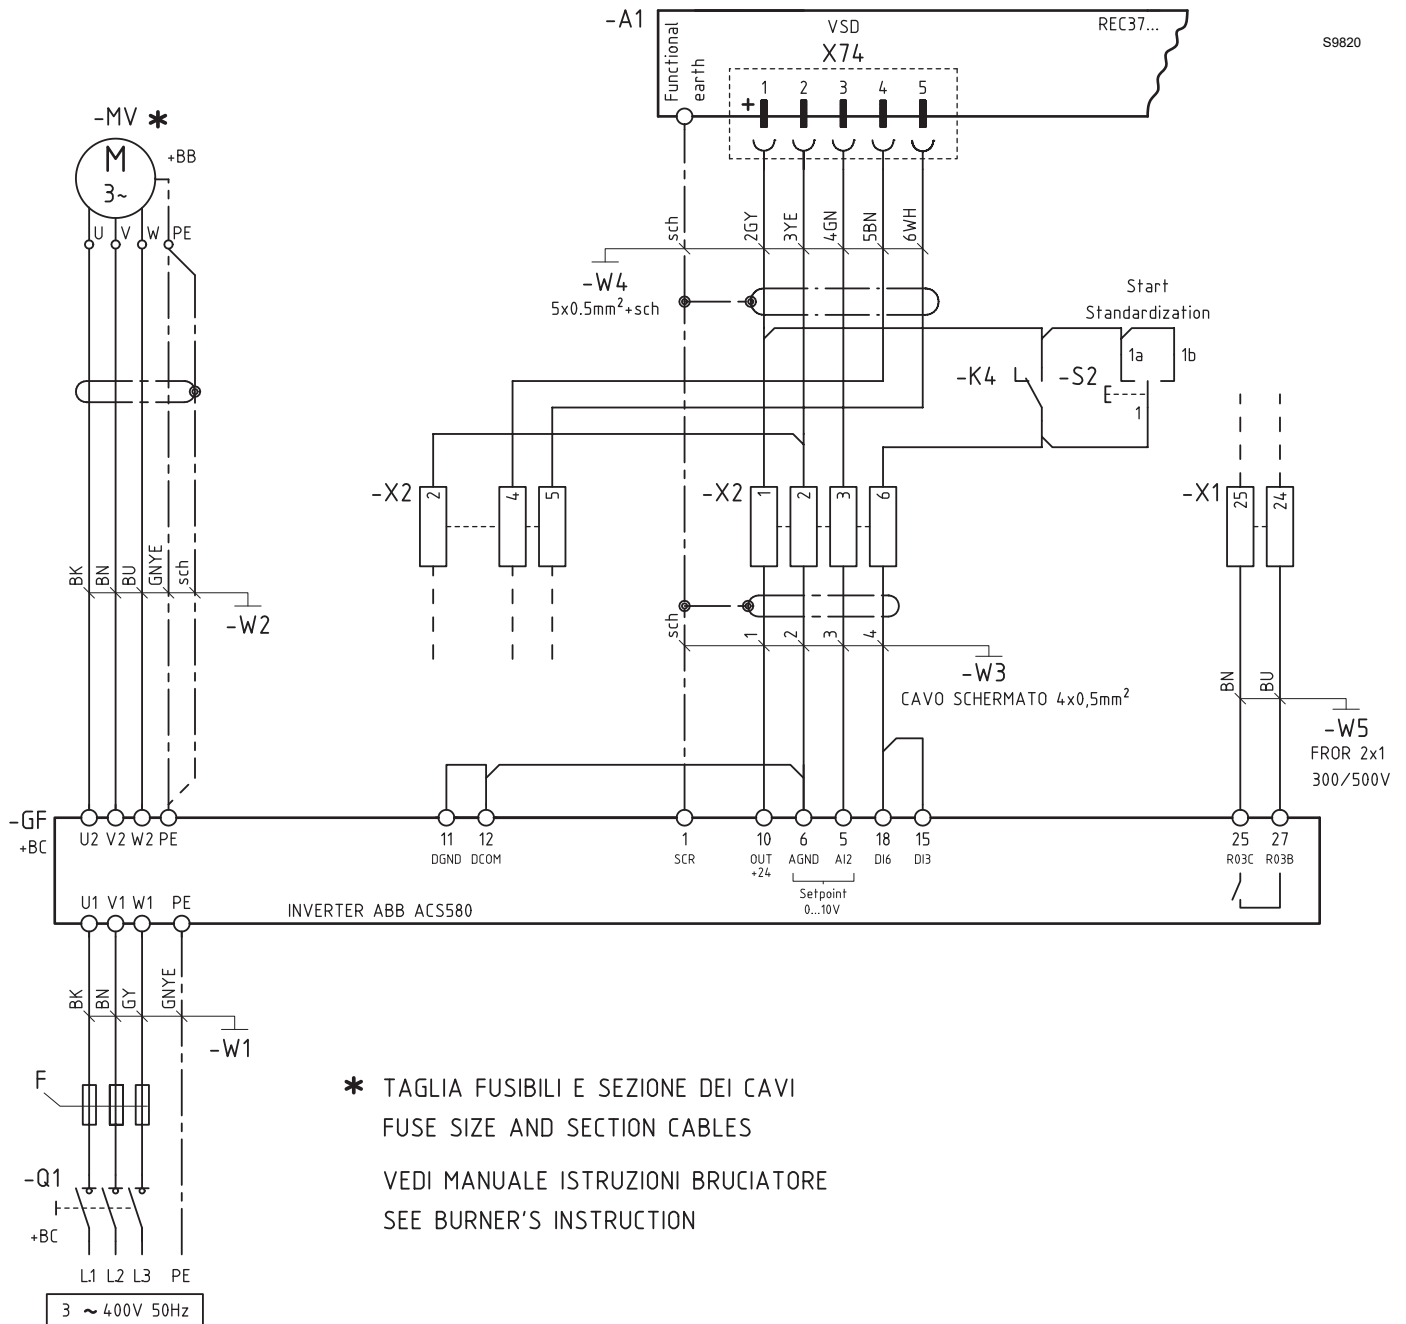 -A1
VSD
X74
REC37...
S9820
Functional
earth
+
1 2 3 4 5
-MV *
M
3~
+BB
U V W PE
sch 2GY 3YE 4GN 5BN 6WH
-W4
5x0.5mm²+sch
Start
Standardization
1a 1b
-K4
-S2
1
-X2
2 4 5
-X2
1 2 3 6
-X1
25 24
BK BN BU GNYE sch
-W2
sch 1 2 3 4
-W3
CAVO SCHERMATO 4x0,5mm²
BN BU
-W5
FROR 2x1
300/500V
-GF
+BC
U2 V2 W2 PE
11 12 1 10 6 5 18 15 25 27
DGND DCOM SCR OUT AGND AI2 DI6 DI3 R03C R03B
+24
Setpoint
0...10V
U1 V1 W1 PE
INVERTER ABB ACS580
BK BN GY GNYE
-W1
F
-Q1
+BC
L1 L2 L3 PE
3 ~ 400V 50Hz
* TAGLIA FUSIBILI E SEZIONE DEI CAVI
FUSE SIZE AND SECTION CABLES
VEDI MANUALE ISTRUZIONI BRUCIATORE
SEE BURNER'S INSTRUCTION